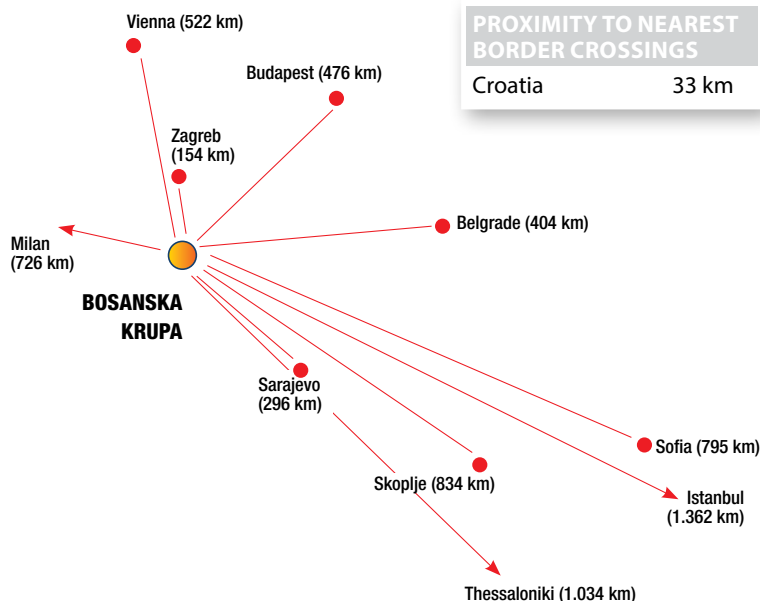 Vienna (522 km)
PROXIMITY TO NEAREST
BORDER CROSSINGS
Croatia 33 km
Budapest (476 km)
Zagreb
(154 km)
Belgrade (404 km)
Milan
(726 km)
BOSANSKA
KRUPA
Sarajevo
(296 km)
Sofia (795 km)
Skoplje (834 km)
Istanbul
(1.362 km)
Thessaloniki (1.034 km)